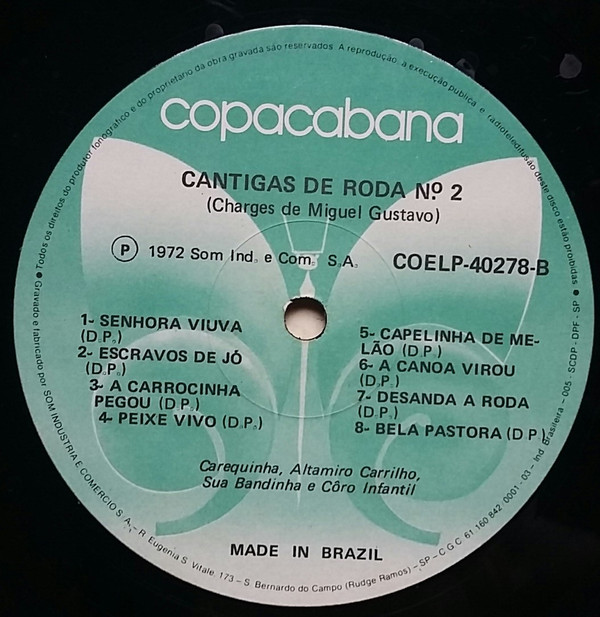 Todos os direitos do produtor fonográfico e do proprietário da obra gravada são reservados. A reprodução, a execução pública e radioteledifusão deste disco estão proibidas
copacabana
CANTIGAS DE RODA Nº 2
(Charges de Miguel Gustavo)
P 1972 Som Ind. e Com. S.A.
COELP-40278-B
1- SENHORA VIUVA
(D.P.)
2- ESCRAVOS DE JÓ
(D.P.)
3- A CARROCINHA
PEGOU (D.P.)
4- PEIXE VIVO (D.P.)
5- CAPELINHA DE ME-
LÃO (D.P.)
6- A CANOA VIROU
(D.P.)
7- DESANDA A RODA
(D.P.)
8- BELA PASTORA (D.P.)
Carequinha, Altamiro Carrilho,
Sua Bandinha e Côro Infantil
MADE IN BRAZIL
Gravado e fabricado por SOM INDUSTRIA E COMERCIO S.A. - R. Eugenia S. Vitale, 173 - S. Bernardo do Campo (Rudge Ramos) - SP - CGC 61 160 842 0001-03 - Ind. Brasileira - 005 - SCDP - DPF - SP